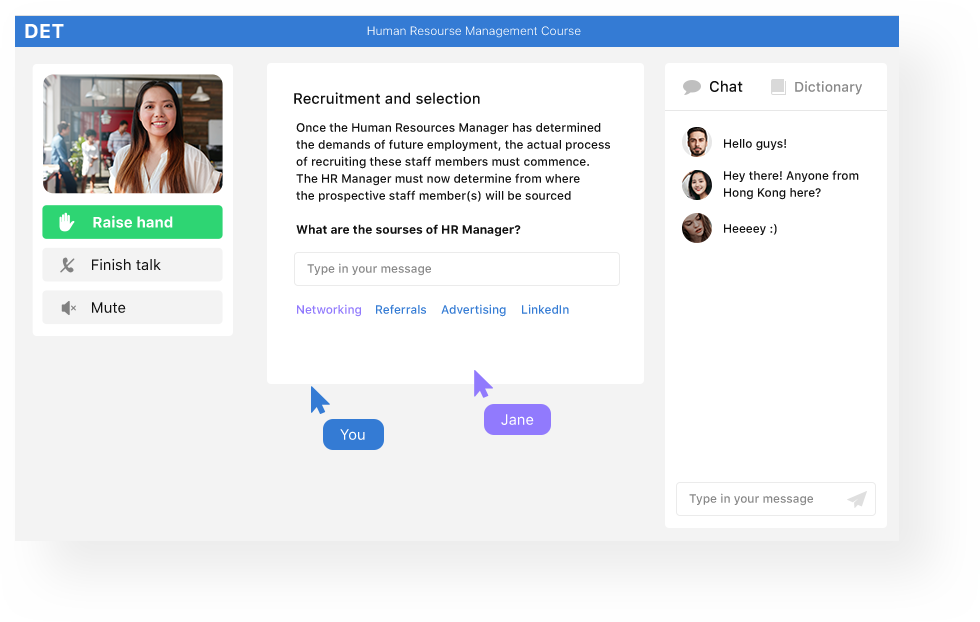 DET
Human Resourse Management Course
Raise hand
Finish talk
Mute
Recruitment and selection
Once the Human Resources Manager has determined
the demands of future employment, the actual process
of recruiting these staff members must commence.
The HR Manager must now determine from where
the prospective staff member(s) will be sourced
What are the sourses of HR Manager?
Type in your message
Networking Referrals Advertising LinkedIn
You
Jane
Chat Dictionary
Hello guys!
Hey there! Anyone from
Hong Kong here?
Heeeey :)
Type in your message